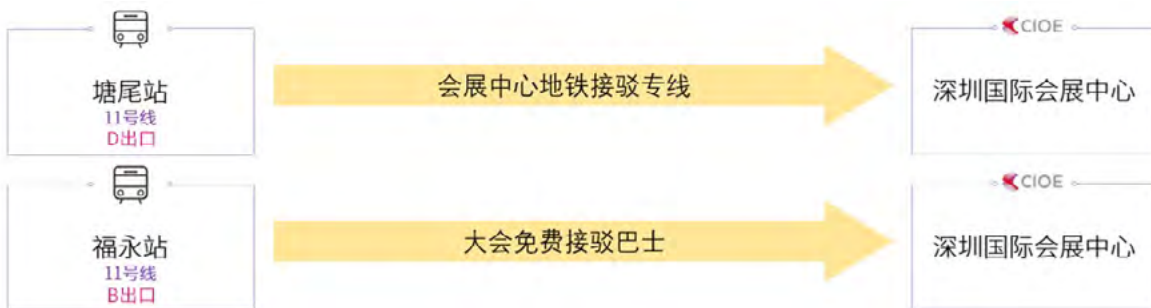 CIOE
塘尾站
11号线
D出口
会展中心地铁接驳专线
深圳国际会展中心
CIOE
福永站
11号线
B出口
大会免费接驳巴士
深圳国际会展中心